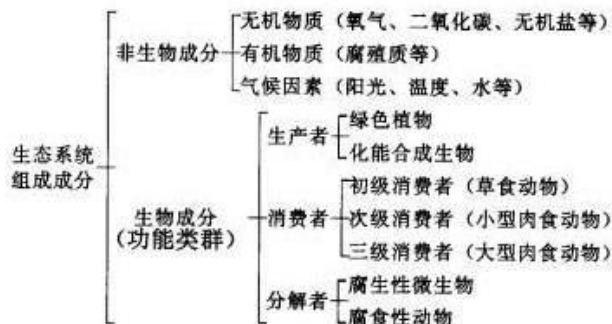 无机物质（氧气、二氧化碳、无机盐等）
非生物成分
有机物质（腐殖质等）
气候因素（阳光、温度、水等）
生态系统
组成成分
生产者
绿色植物
化能合成生物
生物成分
（功能类群）
消费者
初级消费者（草食动物）
次级消费者（小型肉食动物）
三级消费者（大型肉食动物）
分解者
腐生性微生物
腐食性动物